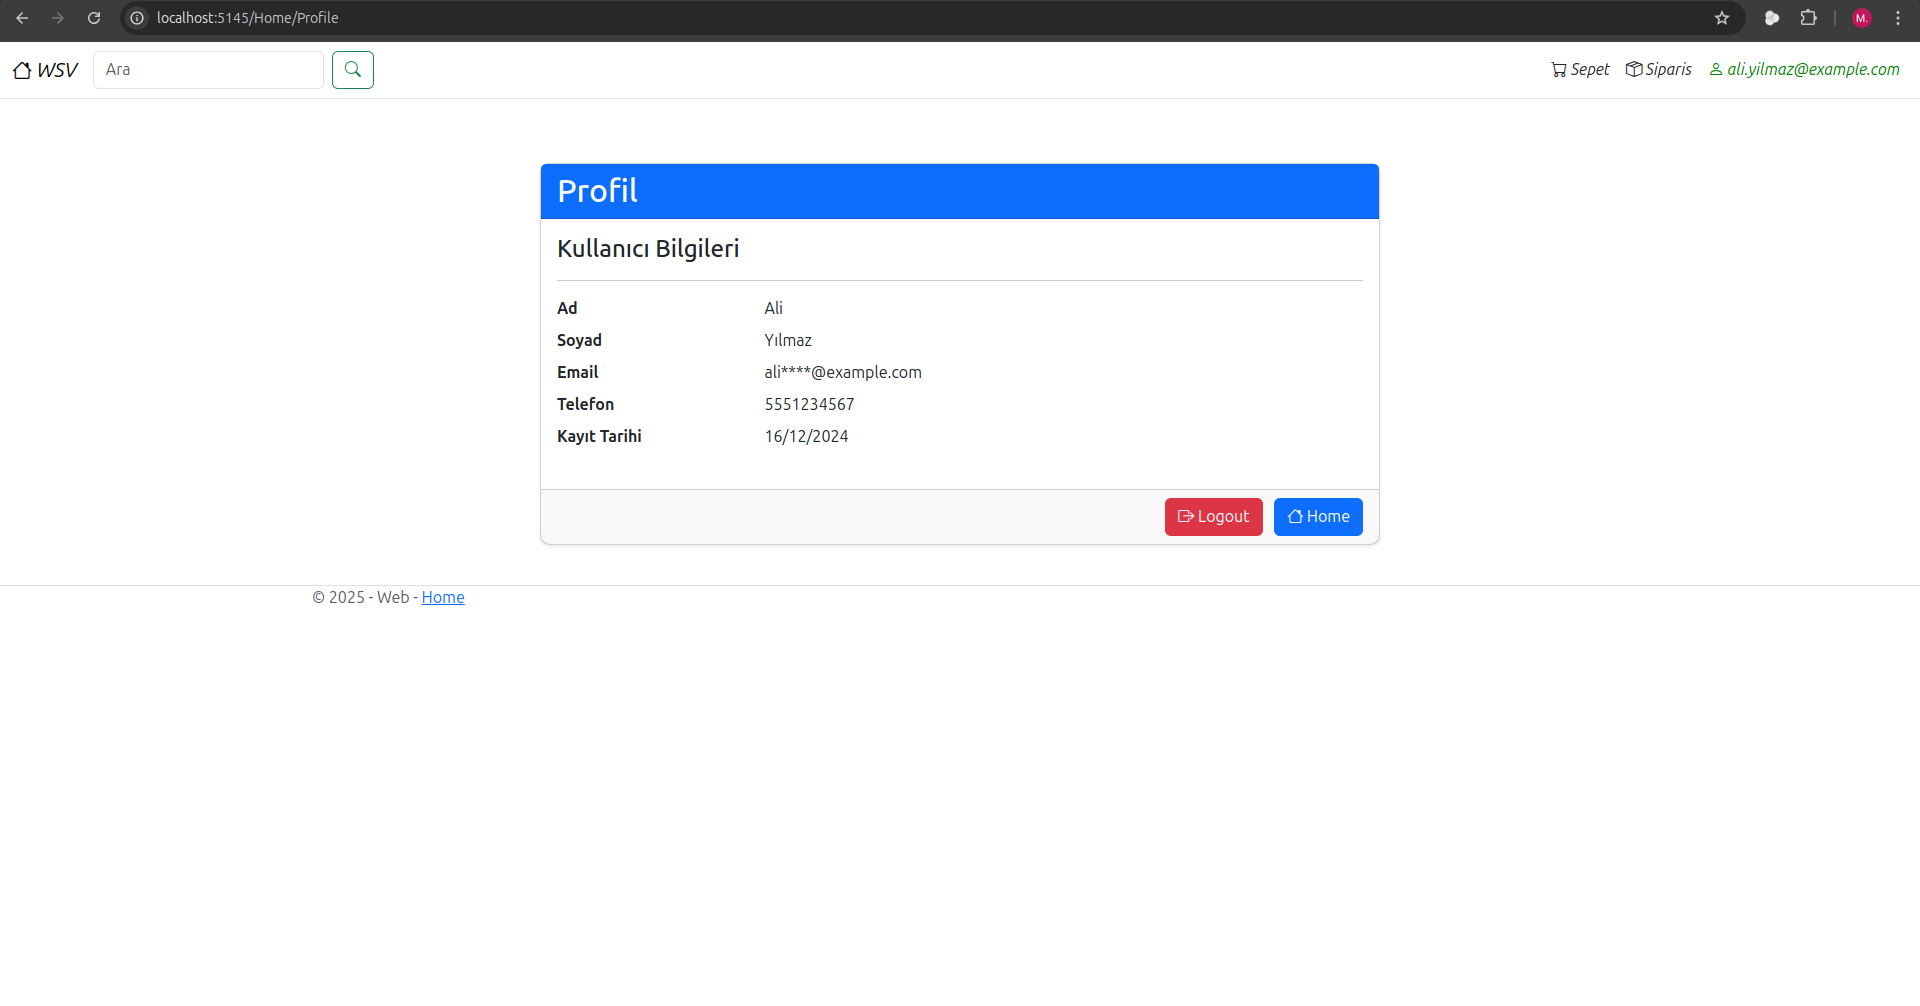 localhost:5145/Home/Profile
M.
WSV Ara Sepet Siparis ali.yilmaz@example.com
Profil
Kullanıcı Bilgileri
Ad Ali
Soyad Yılmaz
Email ali****@example.com
Telefon 5551234567
Kayıt Tarihi 16/12/2024
Logout Home
© 2025 - Web - Home